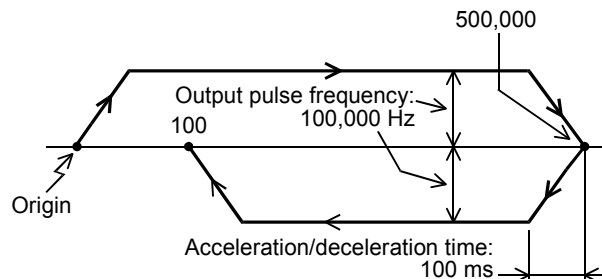 500,000
Output pulse frequency:
100,000 Hz
100
Origin
Acceleration/deceleration time:
100 ms